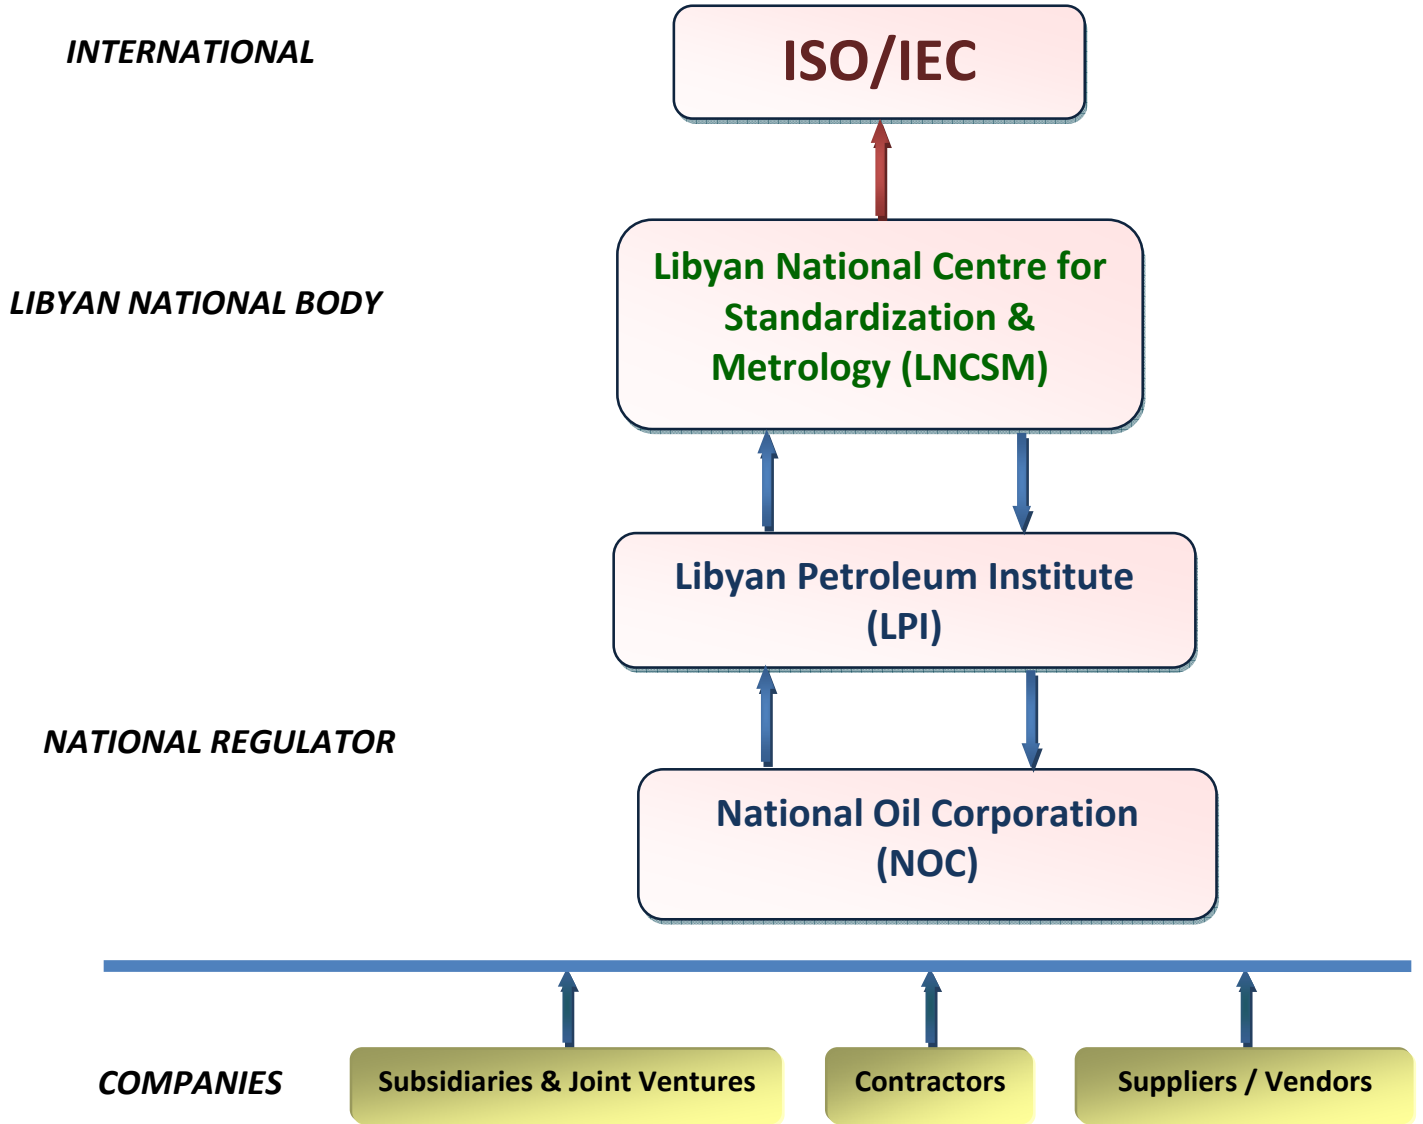 INTERNATIONAL
ISO/IEC
LIBYAN NATIONAL BODY
Libyan National Centre for
Standardization &
Metrology (LNCSM)
Libyan Petroleum Institute
(LPI)
NATIONAL REGULATOR
National Oil Corporation
(NOC)
COMPANIES
Subsidiaries & Joint Ventures
Contractors
Suppliers / Vendors